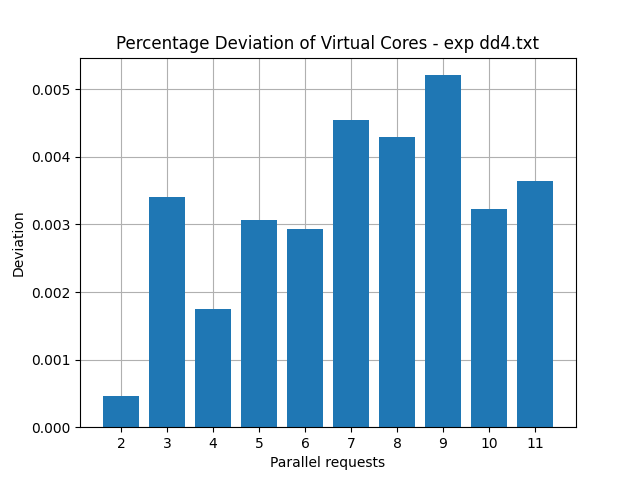 Percentage Deviation of Virtual Cores - exp dd4.txt
0.005
0.004
0.003
0.002
0.001
0.000
Deviation
2 3 4 5 6 7 8 9 10 11
Parallel requests